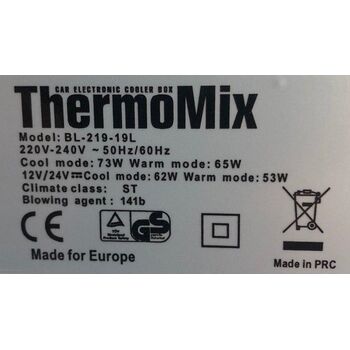 CAR ELECTRONIC COOLER BOX
ThermoMix
Model: BL-219-19L
220V-240V ~ 50Hz/60Hz
Cool mode: 73W Warm mode: 65W
12V/24V⎓Cool mode: 62W Warm mode: 53W
Climate class: ST
Blowing agent: 141b
CE
GS
Made for Europe
Made in PRC